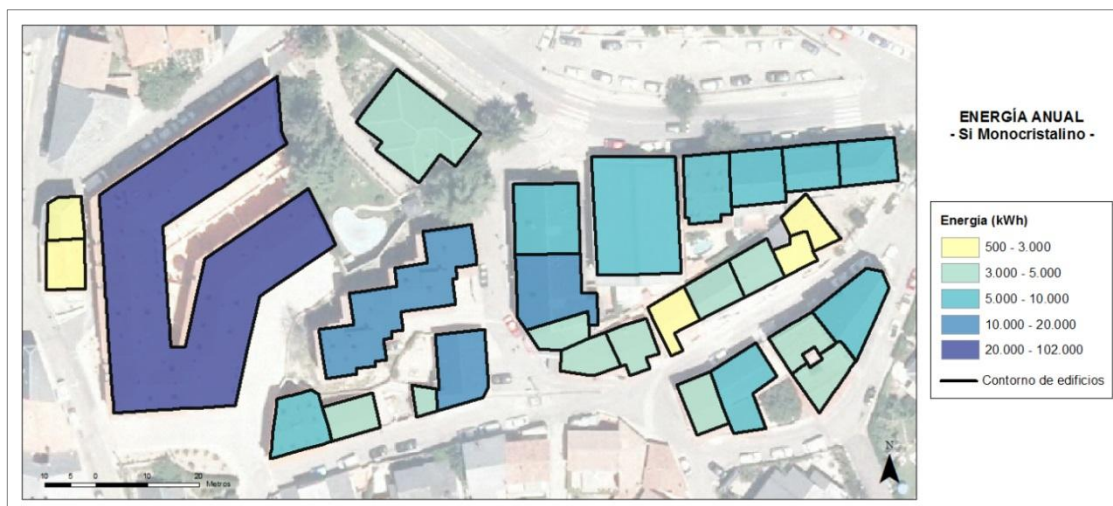 ENERGÍA ANUAL
- Si Monocristalino -
Energía (kWh)
500 - 3.000
3.000 - 5.000
5.000 - 10.000
10.000 - 20.000
20.000 - 102.000
Contorno de edificios
N
10 5 0 10 20
Metros